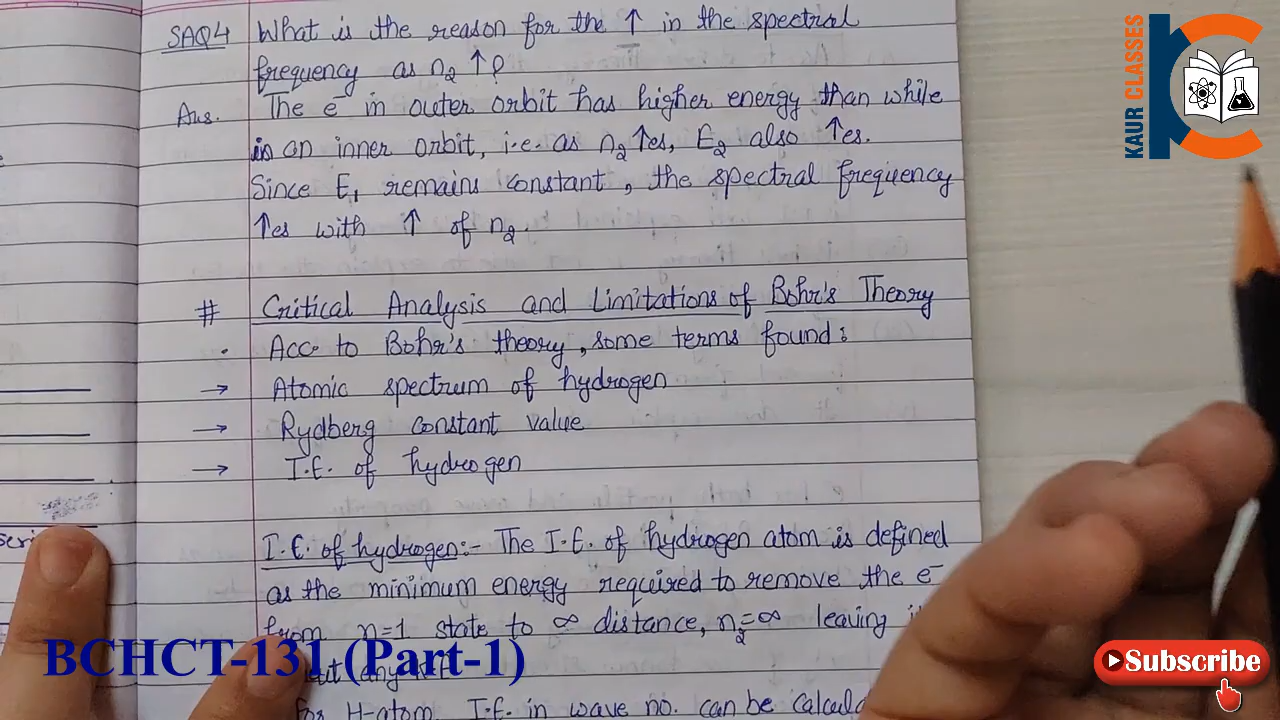 SAQ4 What is the reason for the ↑ in the spectral
frequency as n₂ ↑?
Ans. The e⁻ in outer orbit has higher energy than while
in an inner orbit, i.e. as n₂ ↑es, E₂ also ↑es.
Since E₁ remains constant, the spectral frequency
↑es with ↑ of n₂.
# Critical Analysis and Limitations of Bohr's Theory
. Acc. to Bohr's theory, some terms found:
→ Atomic spectrum of hydrogen
→ Rydberg constant value
→ I.E. of hydrogen
I.E. of hydrogen:- The I.E. of hydrogen atom is defined
as the minimum energy required to remove the e⁻
from n=1 state to ∞ distance, n₂=∞ leaving
For H-atom, I.E. in wave no. can be
KAUR CLASSES
BCHCT-131 (Part-1)
Subscribe